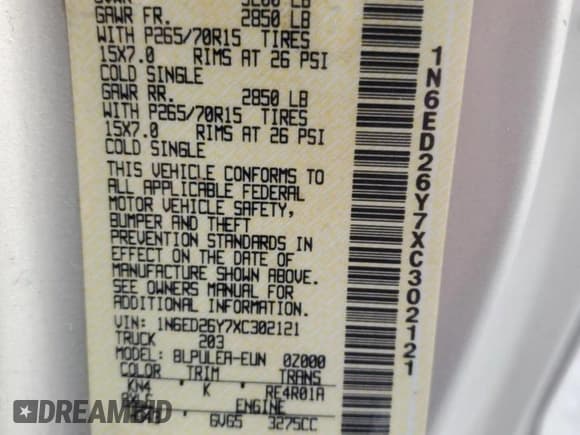 GAWR FR. 2850 LB
WITH P265/70R15 TIRES
15X7.0 RIMS AT 26 PSI
COLD SINGLE
GAWR RR. 2850 LB
WITH P265/70R15 TIRES
15X7.0 RIMS AT 26 PSI
COLD SINGLE
THIS VEHICLE CONFORMS TO
ALL APPLICABLE FEDERAL
MOTOR VEHICLE SAFETY,
BUMPER AND THEFT
PREVENTION STANDARDS IN
EFFECT ON THE DATE OF
MANUFACTURE SHOWN ABOVE.
SEE OWNERS MANUAL FOR
ADDITIONAL INFORMATION.
VIN: 1N6ED26Y7XC302121
TRUCK 203
MODEL: BLPULEA-EUN 0Z000
COLOR TRIM TRANS
KN4 K RE4R01A
ENGINE
6V65 3275CC
1N6ED26Y7XC302121
DREAMBID